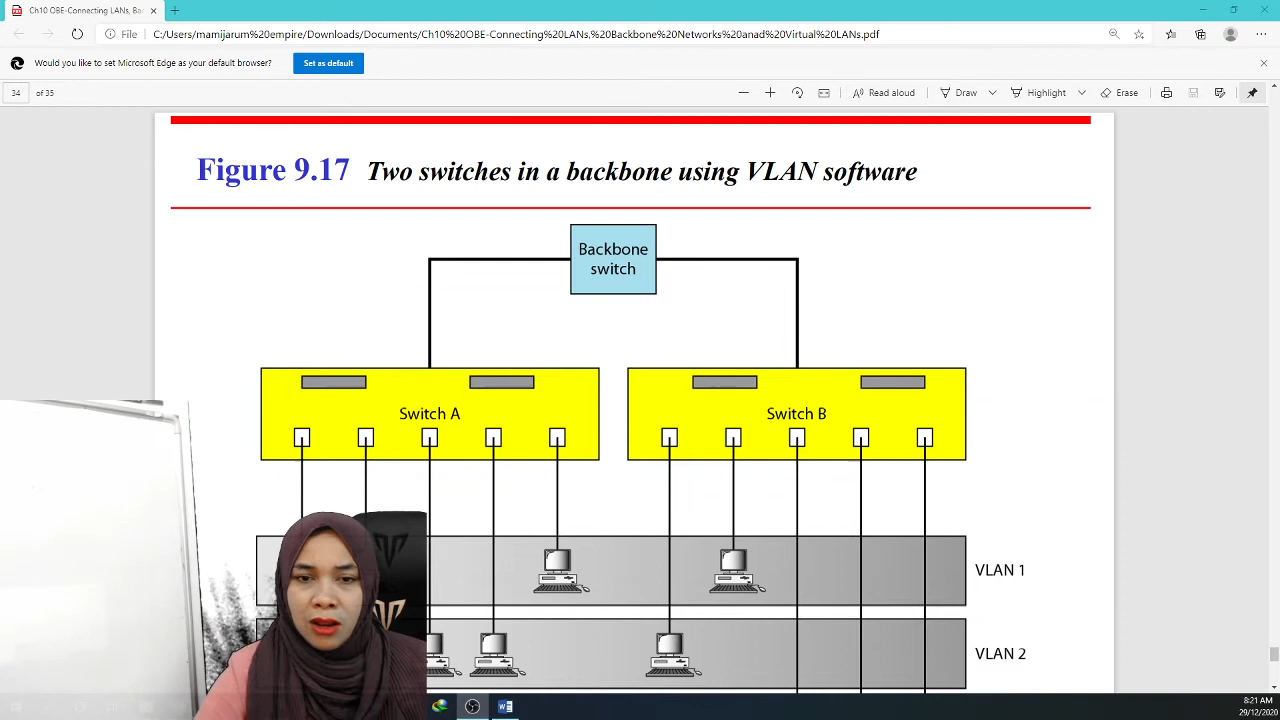 Ch10 OBE-Connecting LANs, Ba
File
C:/Users/mamijarum%20empire/Downloads/Documents/Ch10%20OBE-Connecting%20LANs,%20Backbone%20Networks%20anad%20Virtual%20LANs.pdf
Would you like to set Microsoft Edge as your default browser?
Set as default
34 of 35
Read aloud
Draw
Highlight
Erase
Figure 9.17 Two switches in a backbone using VLAN software
Backbone
switch
Switch A
Switch B
VLAN 1
VLAN 2
8:21 AM
29/12/2020